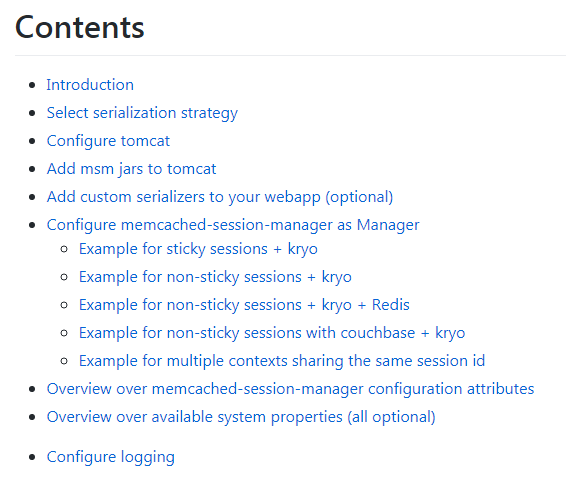 Contents
Introduction
Select serialization strategy
Configure tomcat
Add msm jars to tomcat
Add custom serializers to your webapp (optional)
Configure memcached-session-manager as Manager
Example for sticky sessions + kryo
Example for non-sticky sessions + kryo
Example for non-sticky sessions + kryo + Redis
Example for non-sticky sessions with couchbase + kryo
Example for multiple contexts sharing the same session id
Overview over memcached-session-manager configuration attributes
Overview over available system properties (all optional)
Configure logging